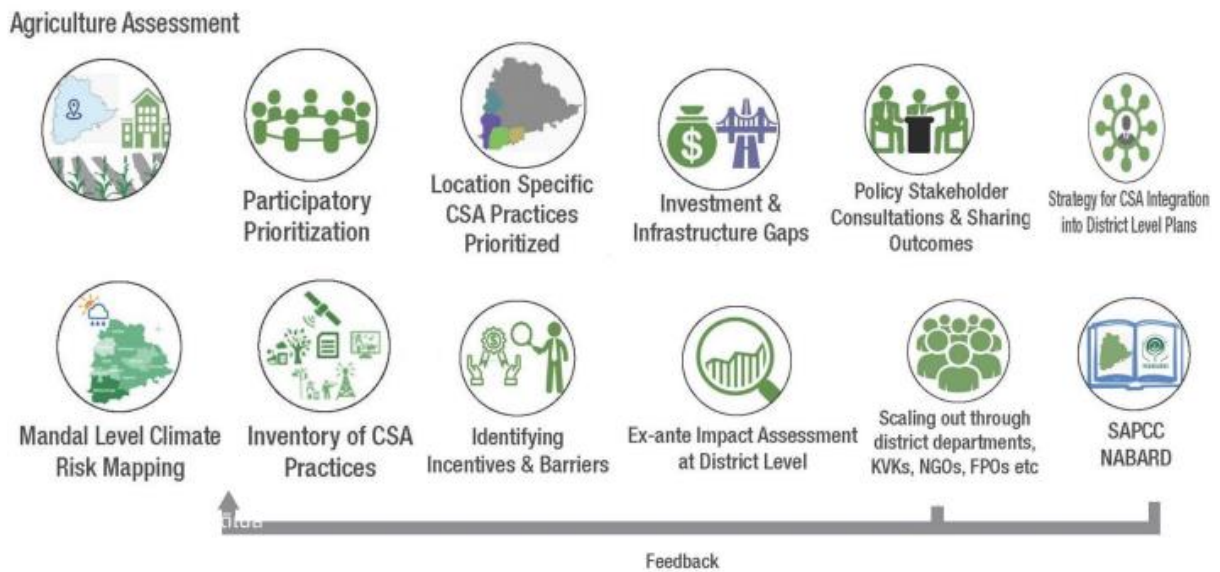 Agriculture Assessment
Participatory
Prioritization
Location Specific
CSA Practices
Prioritized
Investment &
Infrastructure Gaps
Policy Stakeholder
Consultations & Sharing
Outcomes
Strategy for CSA Integration
into District Level Plans
Mandal Level Climate
Risk Mapping
Inventory of CSA
Practices
Identifying
Incentives & Barriers
Ex-ante Impact Assessment
at District Level
Scaling out through
district departments,
KVKs, NGOs, FPOs etc
NABARD
SAPCC
NABARD
Feedback